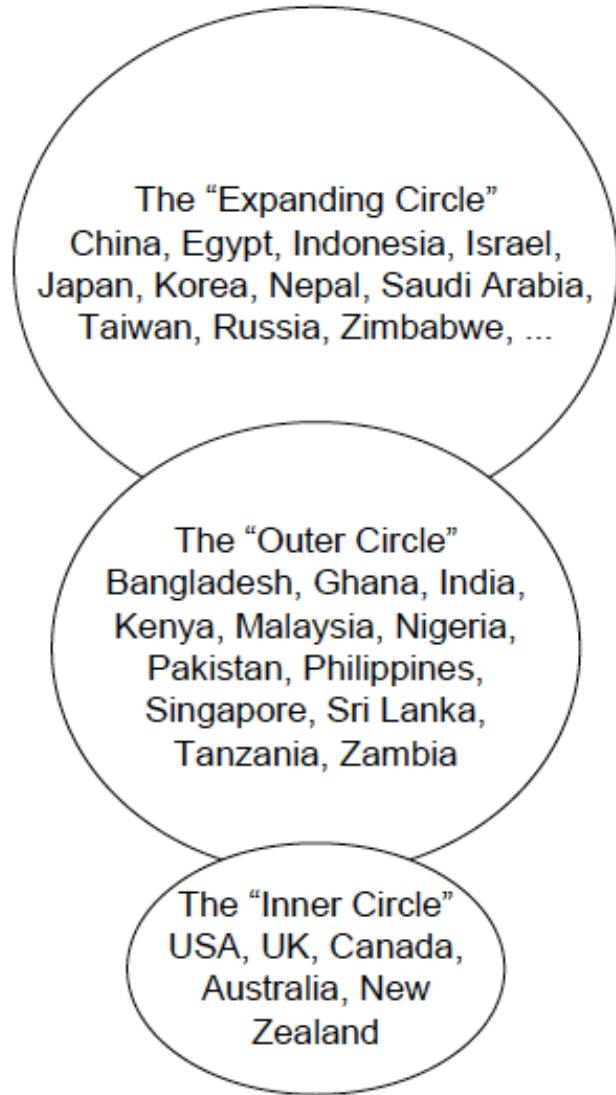 The “Expanding Circle”
China, Egypt, Indonesia, Israel,
Japan, Korea, Nepal, Saudi Arabia,
Taiwan, Russia, Zimbabwe, ...
The “Outer Circle”
Bangladesh, Ghana, India,
Kenya, Malaysia, Nigeria,
Pakistan, Philippines,
Singapore, Sri Lanka,
Tanzania, Zambia
The “Inner Circle”
USA, UK, Canada,
Australia, New
Zealand